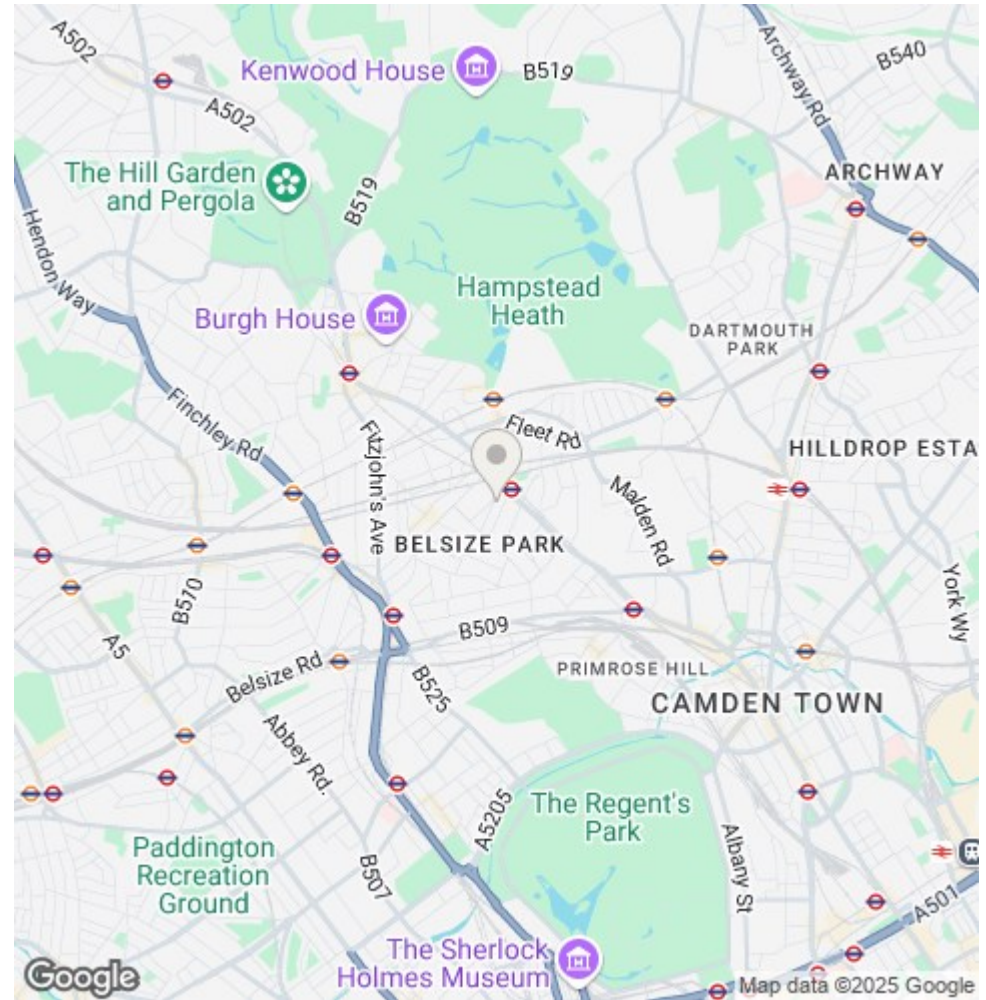 A502
Kenwood House
B519
B540
Archway Rd
A502
The Hill Garden
and Pergola
B519
ARCHWAY
Hendon Way
Hampstead
Heath
Burgh House
DARTMOUTH
PARK
Finchley Rd
Fitzjohn's Ave
Fleet Rd
HILLDROP ESTA
Malden Rd
BELSIZE PARK
York Wy
B510
A5
B509
Belsize Rd
PRIMROSE HILL
B525
CAMDEN TOWN
Abbey Rd.
A5205
The Regent's
Park
Albany St
Paddington
Recreation
Ground
B507
A501
The Sherlock
Holmes Museum
Google
Map data ©2025 Google